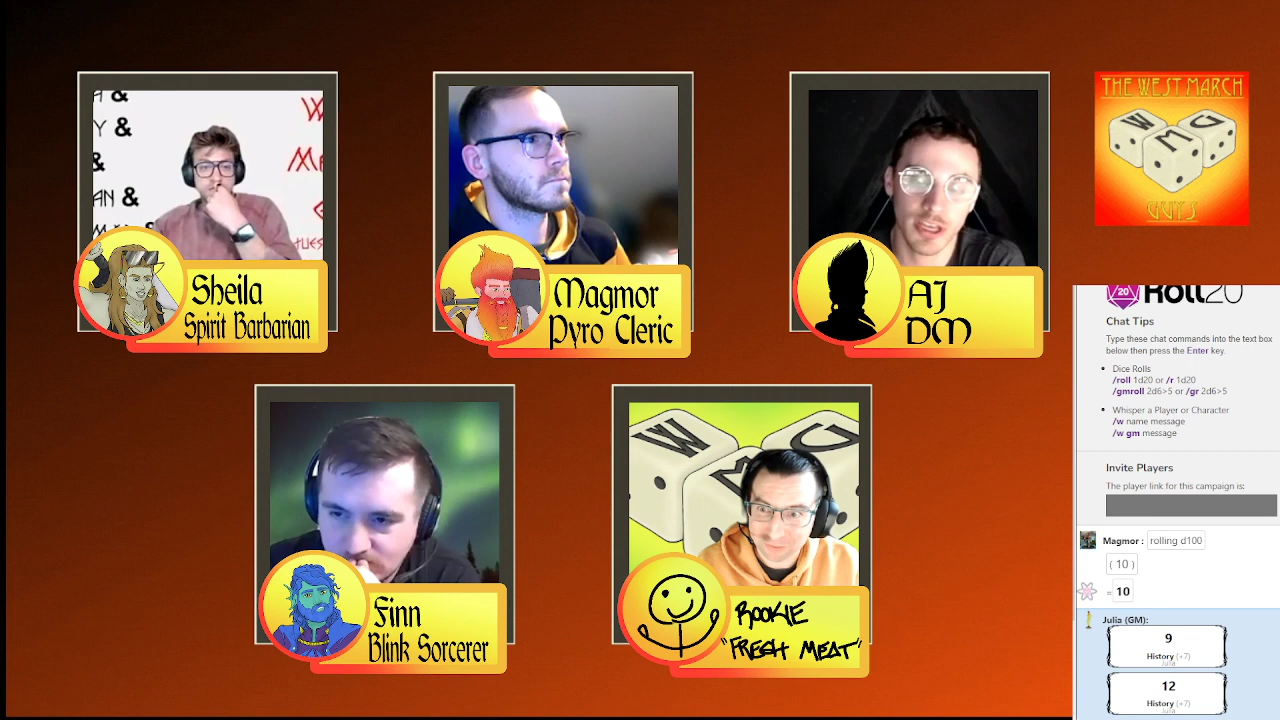 &
Y &
&
AN &
Sheila
Spirit Barbarian
Magmor
Pyro Cleric
AJ
DM
THE WEST MARCH
W M G
GUYS
Finn
Blink Sorcerer
W M G
ROOKIE
"FRESH MEAT"
20 Roll20
Chat Tips
Type these chat commands into the text box
below then press the Enter key.
Dice Rolls
/roll 1d20 or /r 1d20
/gmroll 2d6>5 or /gr 2d6>5
Whisper a Player or Character
/w name message
/w gm message
Invite Players
The player link for this campaign is:
Magmor : rolling d100
( 10 )
= 10
Julia (GM):
9
History (+7)
Julia
12
History (+7)
Julia